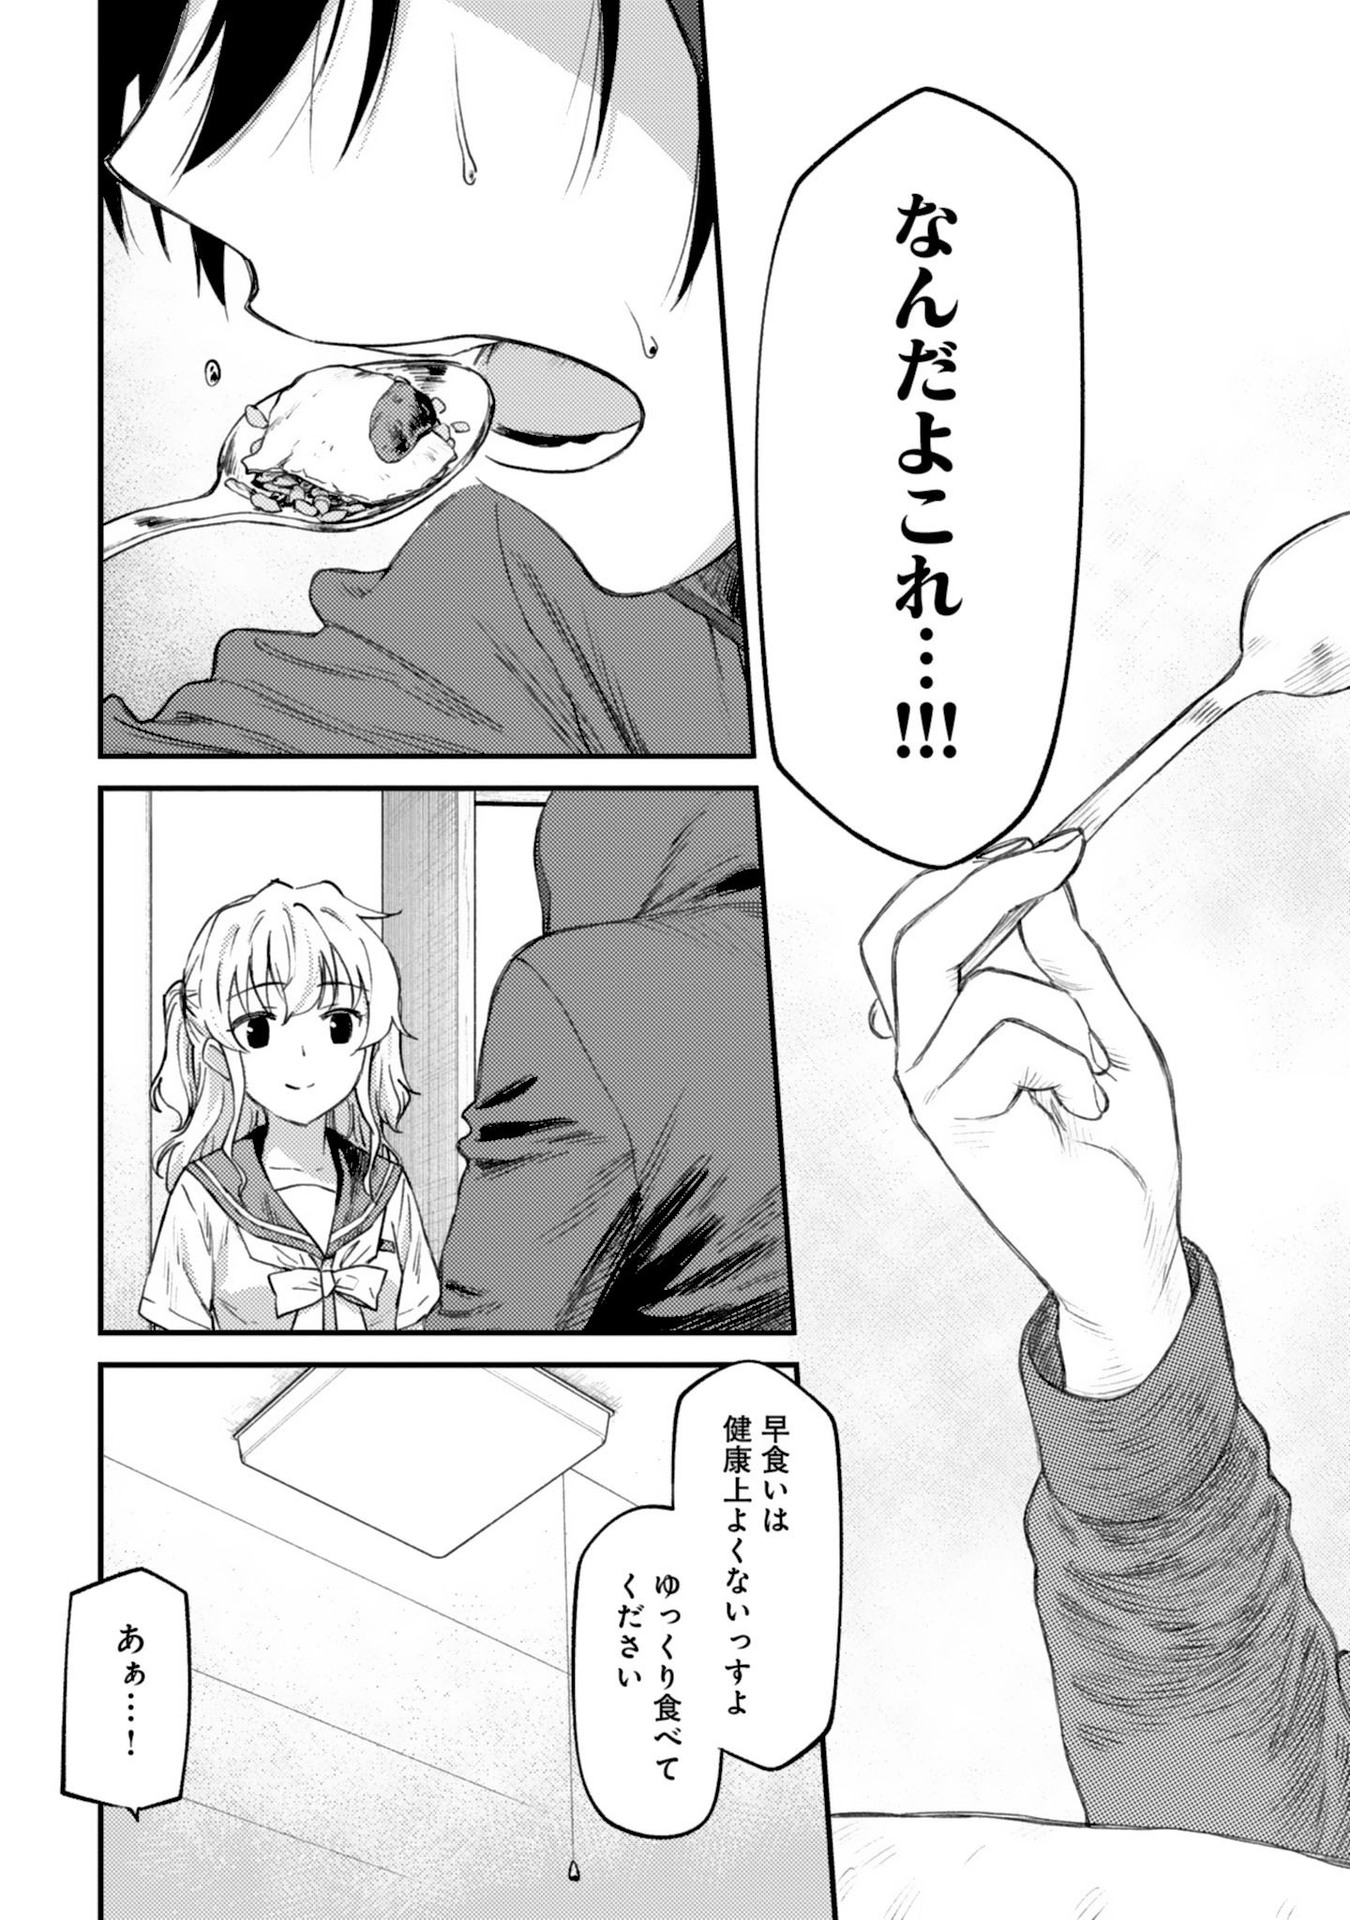 なんだよこれ…!!!
早食いは
健康上よくないっすよ
ゆっくり食べて
ください
あぁ…!